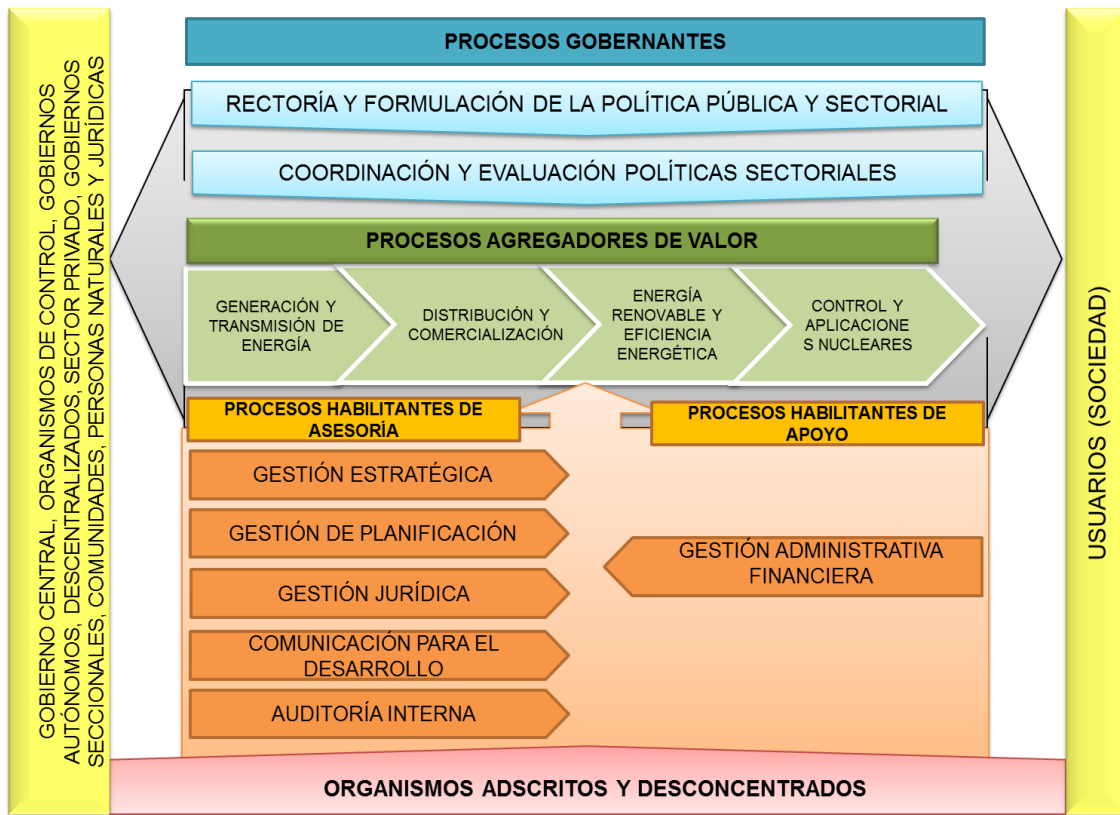 GOBIERNO CENTRAL, ORGANISMOS DE CONTROL, GOBIERNOS
AUTÓNOMOS, DESCENTRALIZADOS, SECTOR PRIVADO, GOBIERNOS
SECCIONALES, COMUNIDADES, PERSONAS NATURALES Y JURÍDICAS
PROCESOS GOBERNANTES
RECTORÍA Y FORMULACIÓN DE LA POLÍTICA PÚBLICA Y SECTORIAL
COORDINACIÓN Y EVALUACIÓN POLÍTICAS SECTORIALES
PROCESOS AGREGADORES DE VALOR
GENERACIÓN Y
TRANSMISIÓN DE
ENERGÍA
DISTRIBUCIÓN Y
COMERCIALIZACIÓN
ENERGÍA
RENOVABLE Y
EFICIENCIA
ENERGÉTICA
CONTROL Y
APLICACIONE
S NUCLEARES
PROCESOS HABILITANTES DE
ASESORÍA
GESTIÓN ESTRATÉGICA
GESTIÓN DE PLANIFICACIÓN
GESTIÓN JURÍDICA
COMUNICACIÓN PARA EL
DESARROLLO
AUDITORÍA INTERNA
PROCESOS HABILITANTES DE
APOYO
GESTIÓN ADMINISTRATIVA
FINANCIERA
ORGANISMOS ADSCRITOS Y DESCONCENTRADOS
USUARIOS (SOCIEDAD)